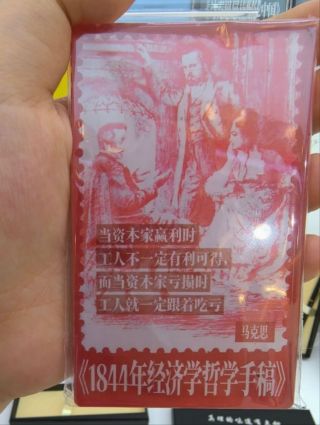 当资本家赢利时
工人不一定有利可得,
而当资本家亏损时
工人就一定跟着吃亏
马克思
《1844年经济学哲学手稿》